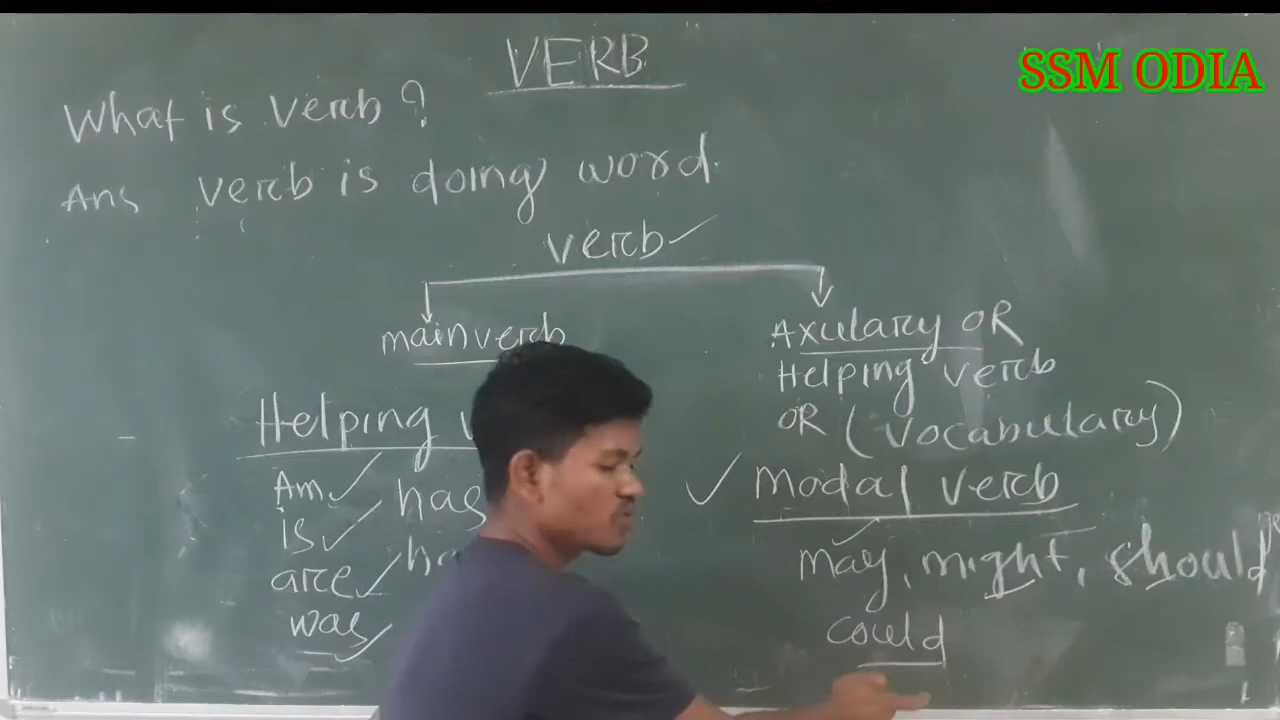 VERB
SSM ODIA
What is verb?
Ans verb is doing word.
verb
main verb
Axulary OR
Helping verb
OR (vocabulary)
Helping
Modal verb
Am has
is
are
was
may, might, should
could